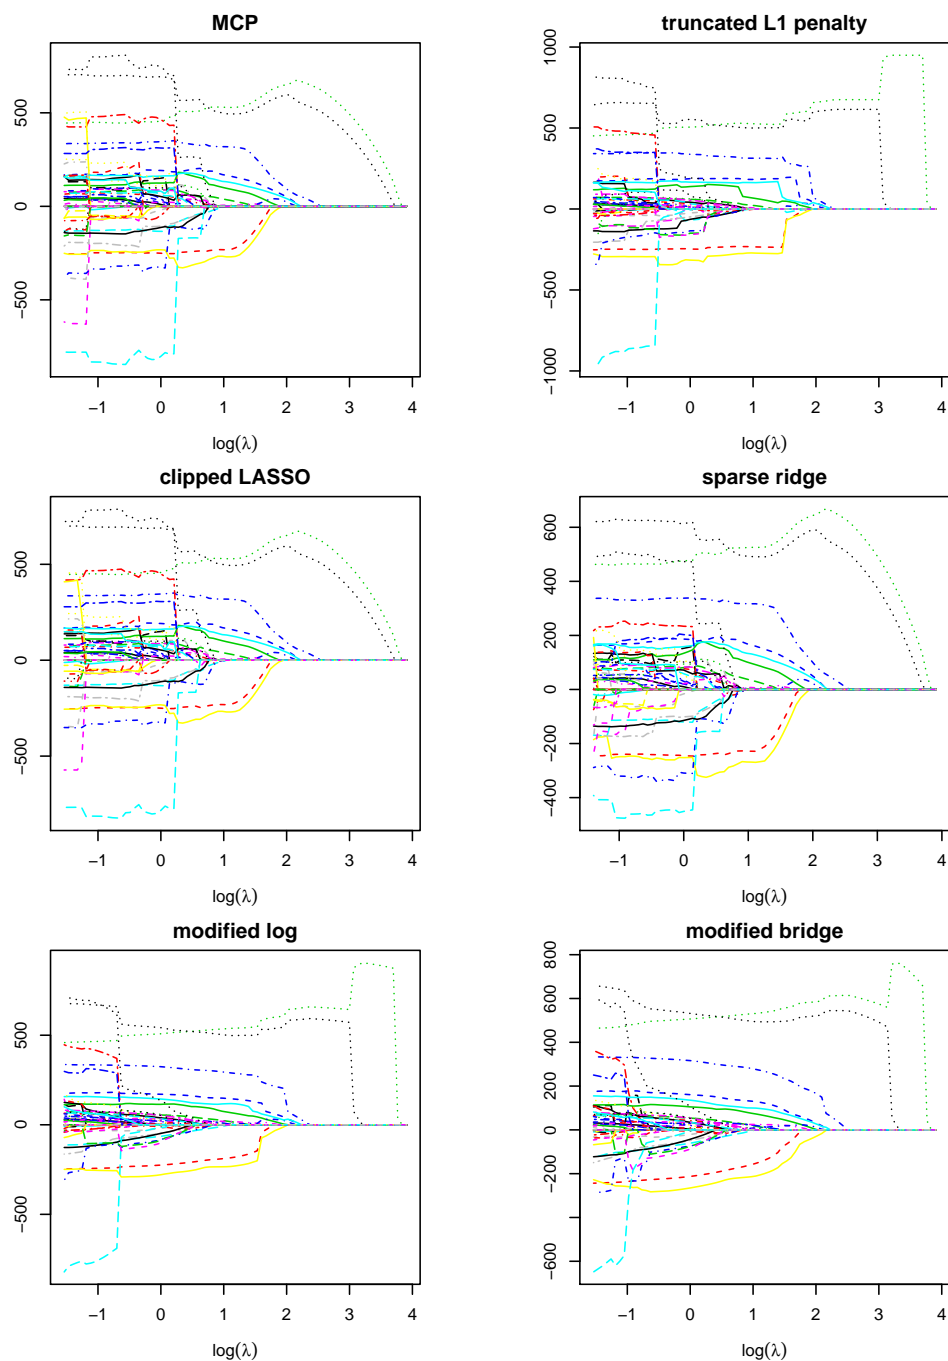 MCP
500
0
−500
−1 0 1 2 3 4
log(λ)
truncated L1 penalty
1000
500
0
−500
−1000
−1 0 1 2 3 4
log(λ)
clipped LASSO
500
0
−500
−1 0 1 2 3 4
log(λ)
sparse ridge
600
400
200
0
−200
−400
−1 0 1 2 3 4
log(λ)
modified log
500
0
−500
−1 0 1 2 3 4
log(λ)
modified bridge
800
600
400
200
0
−200
−400
−600
−1 0 1 2 3 4
log(λ)